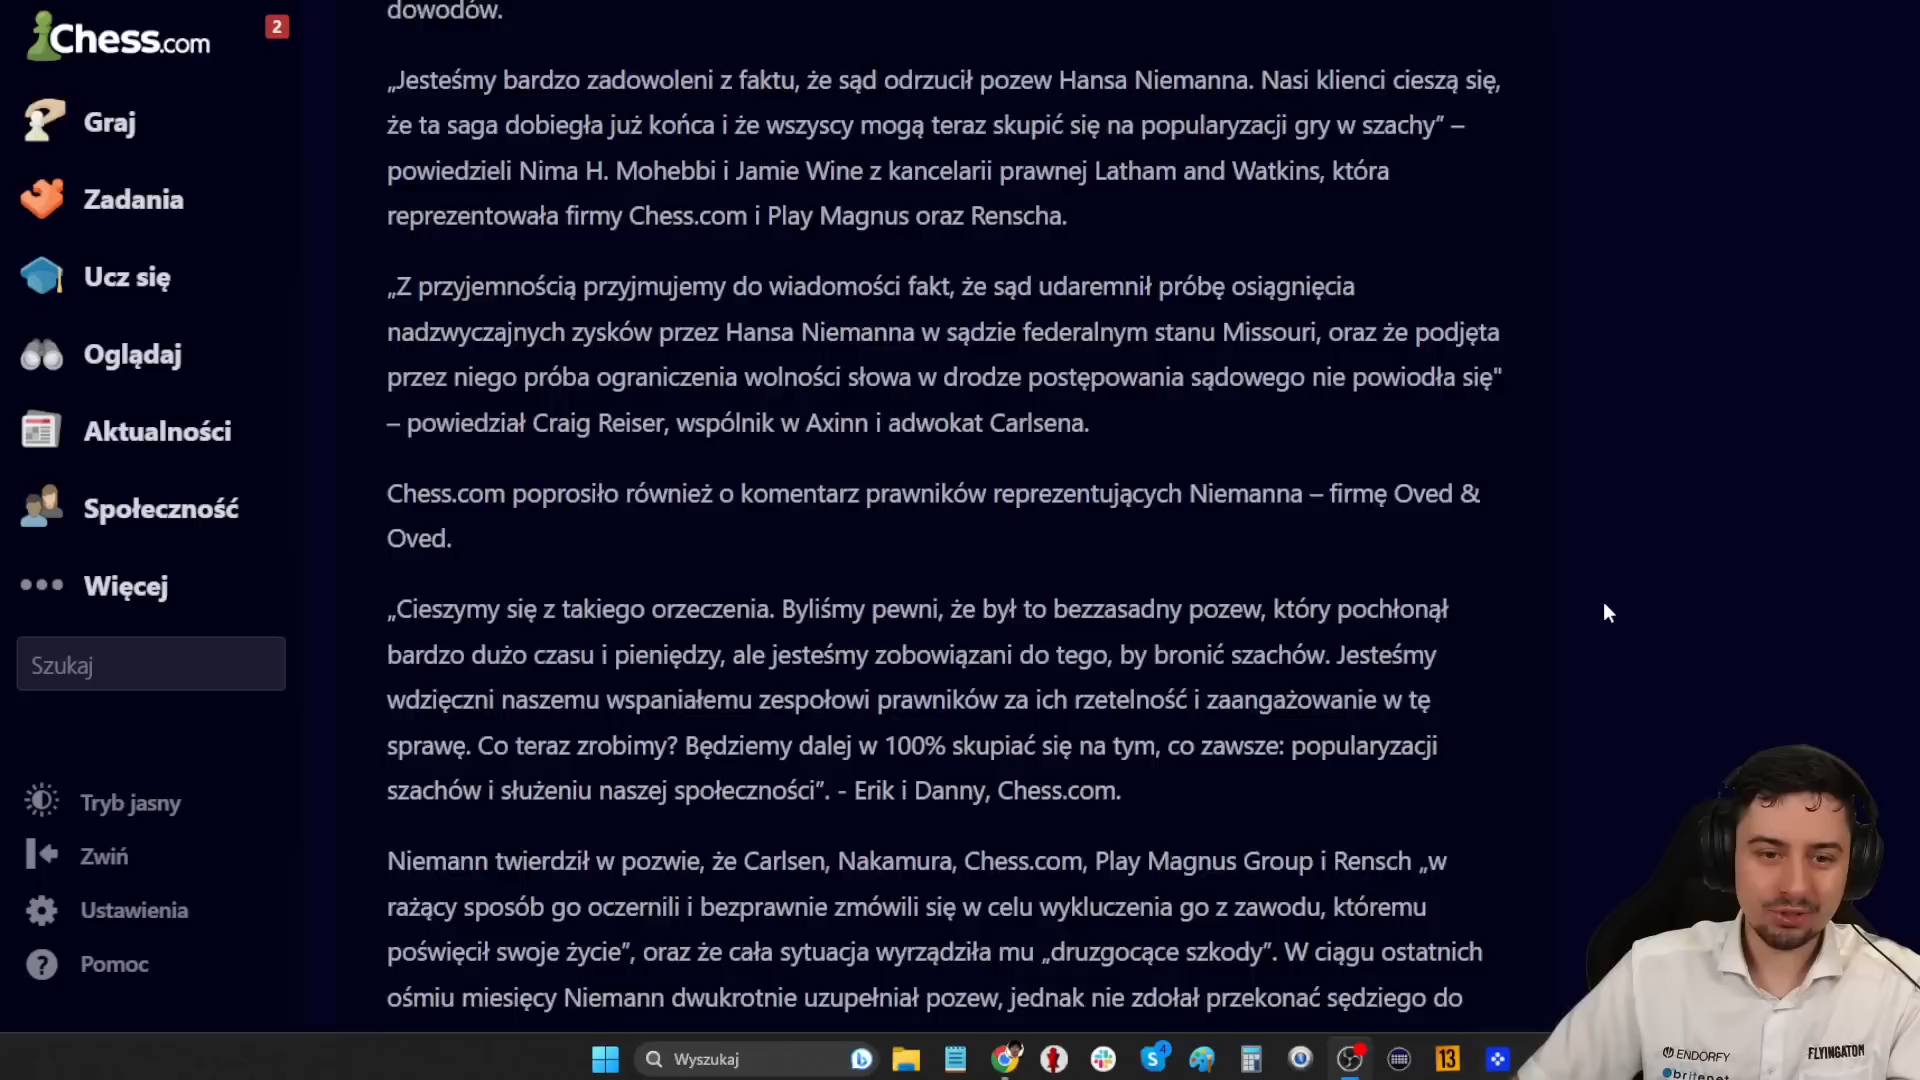 Chess.com
2
Graj
Zadania
Ucz się
Oglądaj
Aktualności
Społeczność
Więcej
Szukaj
Tryb jasny
Zwiń
Ustawienia
Pomoc
dowodów.
„Jesteśmy bardzo zadowoleni z faktu, że sąd odrzucił pozew Hansa Niemanna. Nasi klienci cieszą się,
że ta saga dobiegła już końca i że wszyscy mogą teraz skupić się na popularyzacji gry w szachy” –
powiedzieli Nima H. Mohebbi i Jamie Wine z kancelarii prawnej Latham and Watkins, która
reprezentowała firmy Chess.com i Play Magnus oraz Renscha.
„Z przyjemnością przyjmujemy do wiadomości fakt, że sąd udaremnił próbę osiągnięcia
nadzwyczajnych zysków przez Hansa Niemanna w sądzie federalnym stanu Missouri, oraz że podjęta
przez niego próba ograniczenia wolności słowa w drodze postępowania sądowego nie powiodła się"
– powiedział Craig Reiser, wspólnik w Axinn i adwokat Carlsena.
Chess.com poprosiło również o komentarz prawników reprezentujących Niemanna – firmę Oved &
Oved.
„Cieszymy się z takiego orzeczenia. Byliśmy pewni, że był to bezzasadny pozew, który pochłonął
bardzo dużo czasu i pieniędzy, ale jesteśmy zobowiązani do tego, by bronić szachów. Jesteśmy
wdzięczni naszemu wspaniałemu zespołowi prawników za ich rzetelność i zaangażowanie w tę
sprawę. Co teraz zrobimy? Będziemy dalej w 100% skupiać się na tym, co zawsze: popularyzacji
szachów i służeniu naszej społeczności”. - Erik i Danny, Chess.com.
Niemann twierdził w pozwie, że Carlsen, Nakamura, Chess.com, Play Magnus Group i Rensch „w
rażący sposób go oczernili i bezprawnie zmówili się w celu wykluczenia go z zawodu, któremu
poświęcił swoje życie”, oraz że cała sytuacja wyrządziła mu „druzgocące szkody”. W ciągu ostatnich
ośmiu miesięcy Niemann dwukrotnie uzupełniał pozew, jednak nie zdołał przekonać sędziego do
Wyszukaj
4
13
ENDORFY
FLYINGATOM
britenet